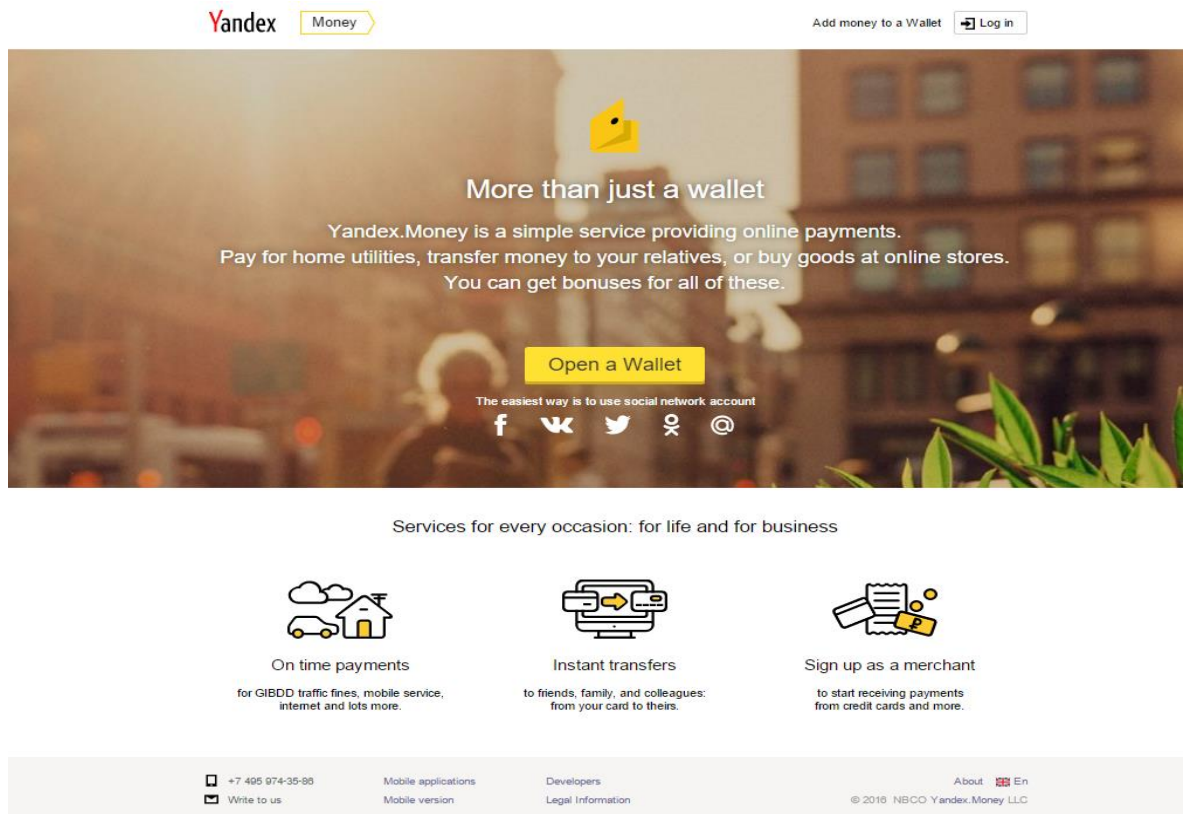 Yandex Money
Add money to a Wallet Log in
More than just a wallet
Yandex.Money is a simple service providing online payments.
Pay for home utilities, transfer money to your relatives, or buy goods at online stores.
You can get bonuses for all of these.
Open a Wallet
The easiest way is to use social network account
Services for every occasion: for life and for business
On time payments
for GIBDD traffic fines, mobile service,
internet and lots more.
Instant transfers
to friends, family, and colleagues:
from your card to theirs.
Sign up as a merchant
to start receiving payments
from credit cards and more.
+7 495 974-35-86
Write to us
Mobile applications
Mobile version
Developers
Legal Information
About En
© 2016 NBCO Yandex.Money LLC